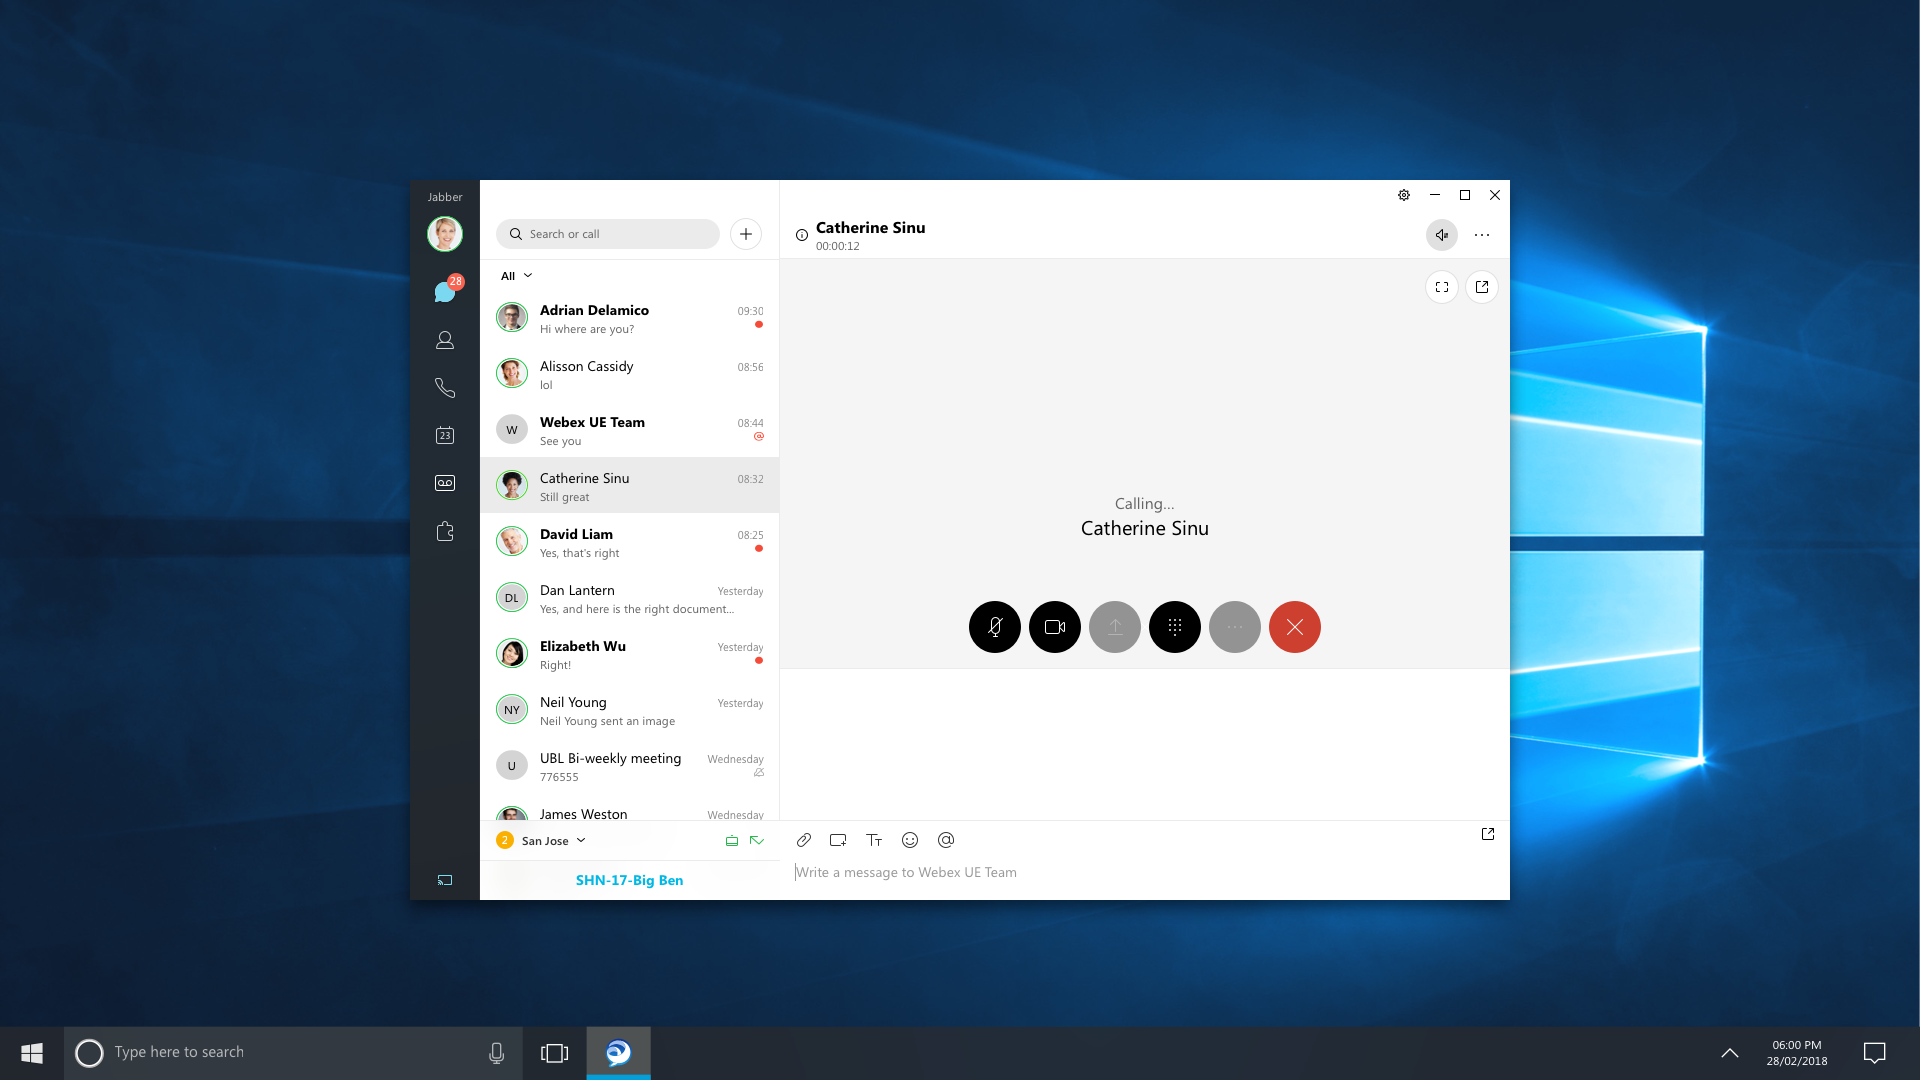 Jabber
28
23
Search or call
All
Adrian Delamico
09:30
Hi where are you?
Alisson Cassidy
08:56
lol
W
Webex UE Team
08:44
See you
Catherine Sinu
08:32
Still great
David Liam
08:25
Yes, that's right
DL
Dan Lantern
Yesterday
Yes, and here is the right document...
Elizabeth Wu
Yesterday
Right!
NY
Neil Young
Yesterday
Neil Young sent an image
U
UBL Bi-weekly meeting
Wednesday
776555
James Weston
Wednesday
2
San Jose
SHN-17-Big Ben
Catherine Sinu
00:00:12
Calling...
Catherine Sinu
Tт
@
Write a message to Webex UE Team
Type here to search
06:00 PM
28/02/2018